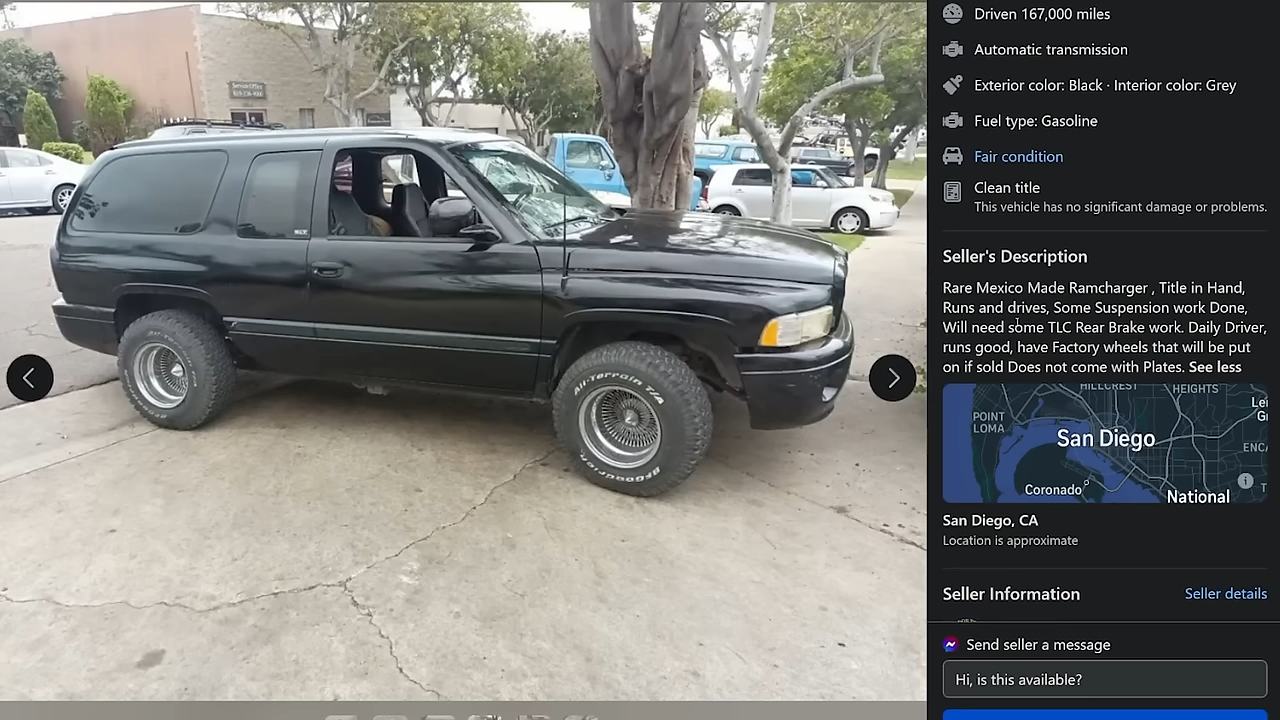 Driven 167,000 miles
Automatic transmission
Exterior color: Black · Interior color: Grey
Fuel type: Gasoline
Fair condition
Clean title
This vehicle has no significant damage or problems.
Seller's Description
Rare Mexico Made Ramcharger , Title in Hand,
Runs and drives, Some Suspension work Done,
Will need some TLC Rear Brake work. Daily Driver,
runs good, have Factory wheels that will be put
on if sold Does not come with Plates. See less
HILLCREST
HEIGHTS
POINT
LOMA
San Diego
Coronado
National
San Diego, CA
Location is approximate
Seller Information
Seller details
Send seller a message
Hi, is this available?
All-Terrain T/A
BFGoodrich
SLT